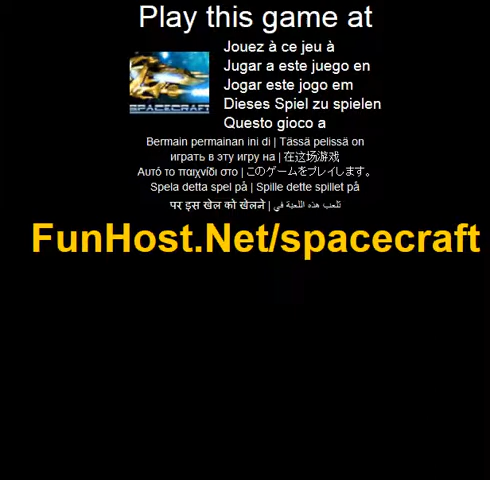 Play this game at
SPACECRAFT
Jouez à ce jeu à
Jugar a este juego en
Jogar este jogo em
Dieses Spiel zu spielen
Questo gioco a
Bermain permainan ini di | Tässä pelissä on
играть в эту игру на | 在这场游戏
Αυτό το παιχνίδι στο | このゲームをプレイします。
Spela detta spel på | Spille dette spillet på
पर इस खेल को खेलने | تلعب هذه اللعبة في
FunHost.Net/spacecraft